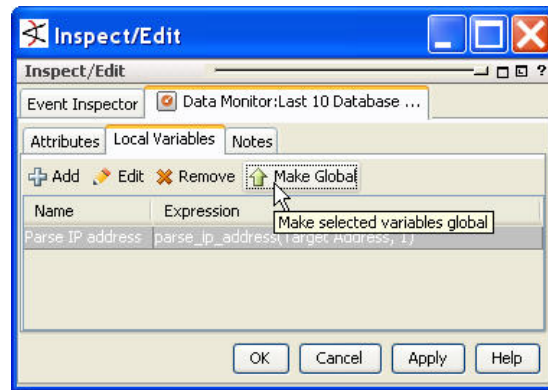 Inspect/Edit
Inspect/Edit ?
Event Inspector Data Monitor:Last 10 Database ...
Attributes Local Variables Notes
Add Edit Remove Make Global
Name Expression
Make selected variables global
Parse IP address parse_ip_address(Target Address, 1)
OK Cancel Apply Help